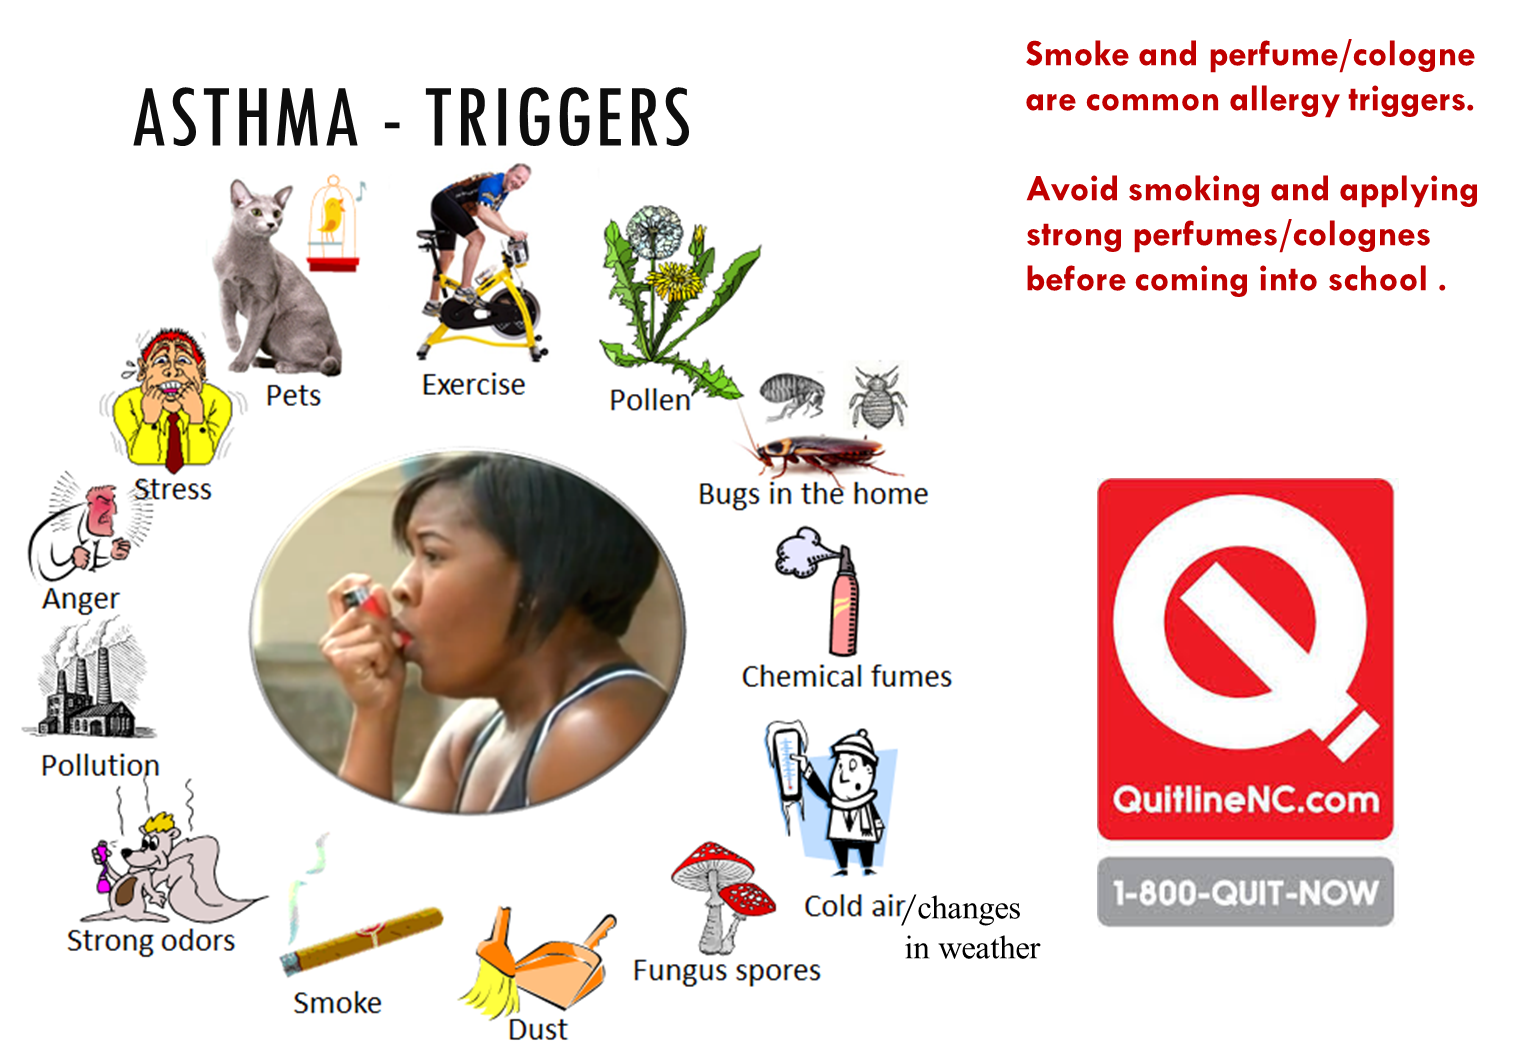 ASTHMA - TRIGGERS
Smoke and perfume/cologne
are common allergy triggers.
Avoid smoking and applying
strong perfumes/colognes
before coming into school .
Pets
Exercise
Pollen
Stress
Bugs in the home
Anger
Chemical fumes
Pollution
Cold air/changes
in weather
Strong odors
Fungus spores
Smoke
Dust
QuitlineNC.com
1-800-QUIT-NOW